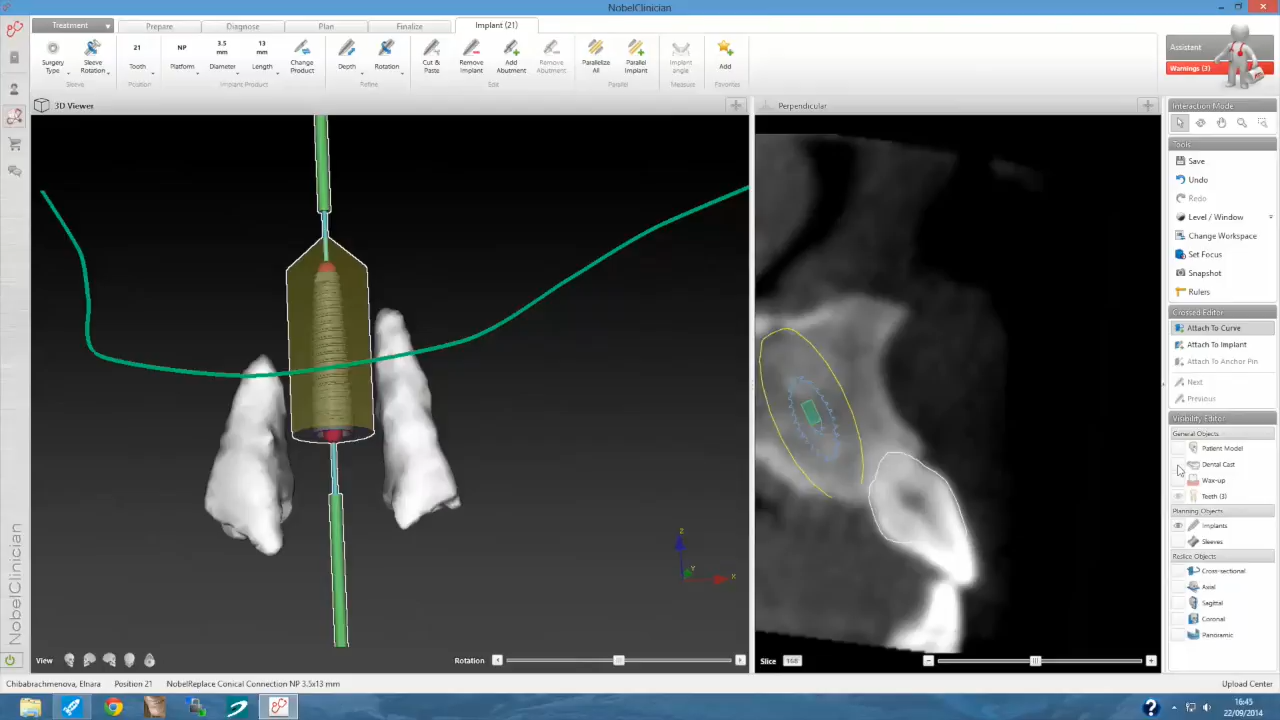 NobelClinician
Treatment
Prepare
Diagnose
Plan
Finalize
Implant (21)
Surgery Type
Sleeve Rotation
21
Tooth
NP
Platform
3.5 mm
Diameter
13 mm
Length
Change Product
Depth
Rotation
Cut & Paste
Remove Implant
Add Abutment
Remove Abutment
Parallelize All
Parallel Implant
Implant angle
Add
Sleeve
Position
Implant Product
Refine
Edit
Parallel
Measure
Favorites
Assistant
Warnings (3)
3D Viewer
Perpendicular
Interaction Mode
Tools
Save
Undo
Redo
Level / Window
Change Workspace
Set Focus
Snapshot
Rulers
Crossed Editor
Attach To Curve
Attach To Implant
Attach To Anchor Pin
Next
Previous
Visibility Editor
General Objects
Patient Model
Dental Cast
Wax-up
Teeth (3)
Planning Objects
Implants
Sleeves
Reslice Objects
Cross-sectional
Axial
Sagittal
Coronal
Panoramic
Z
Y
X
NobelClinician
View
Rotation
Slice
168
Chibabrachmenova, Elnara
Position 21
NobelReplace Conical Connection NP 3.5x13 mm
Upload Center
16:45
22/09/2014